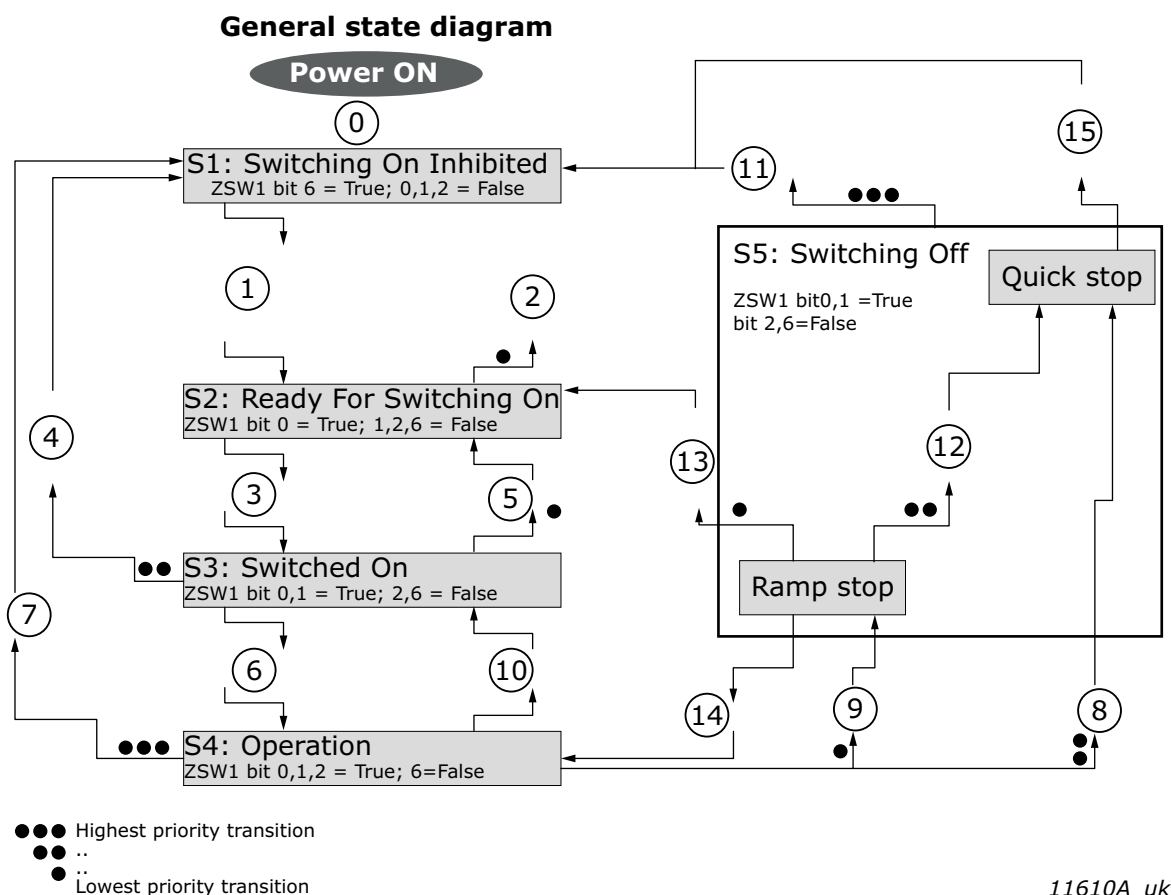 General state diagram
Power ON
0
S1: Switching On Inhibited
ZSW1 bit 6 = True; 0,1,2 = False
1
2
S2: Ready For Switching On
ZSW1 bit 0 = True; 1,2,6 = False
3
5
4
S3: Switched On
ZSW1 bit 0,1 = True; 2,6 = False
7
6
10
S4: Operation
ZSW1 bit 0,1,2 = True; 6=False
11
15
S5: Switching Off
ZSW1 bit0,1 =True
bit 2,6=False
Quick stop
12
13
Ramp stop
14
9
8
Highest priority transition
..
..
Lowest priority transition
11610A_uk